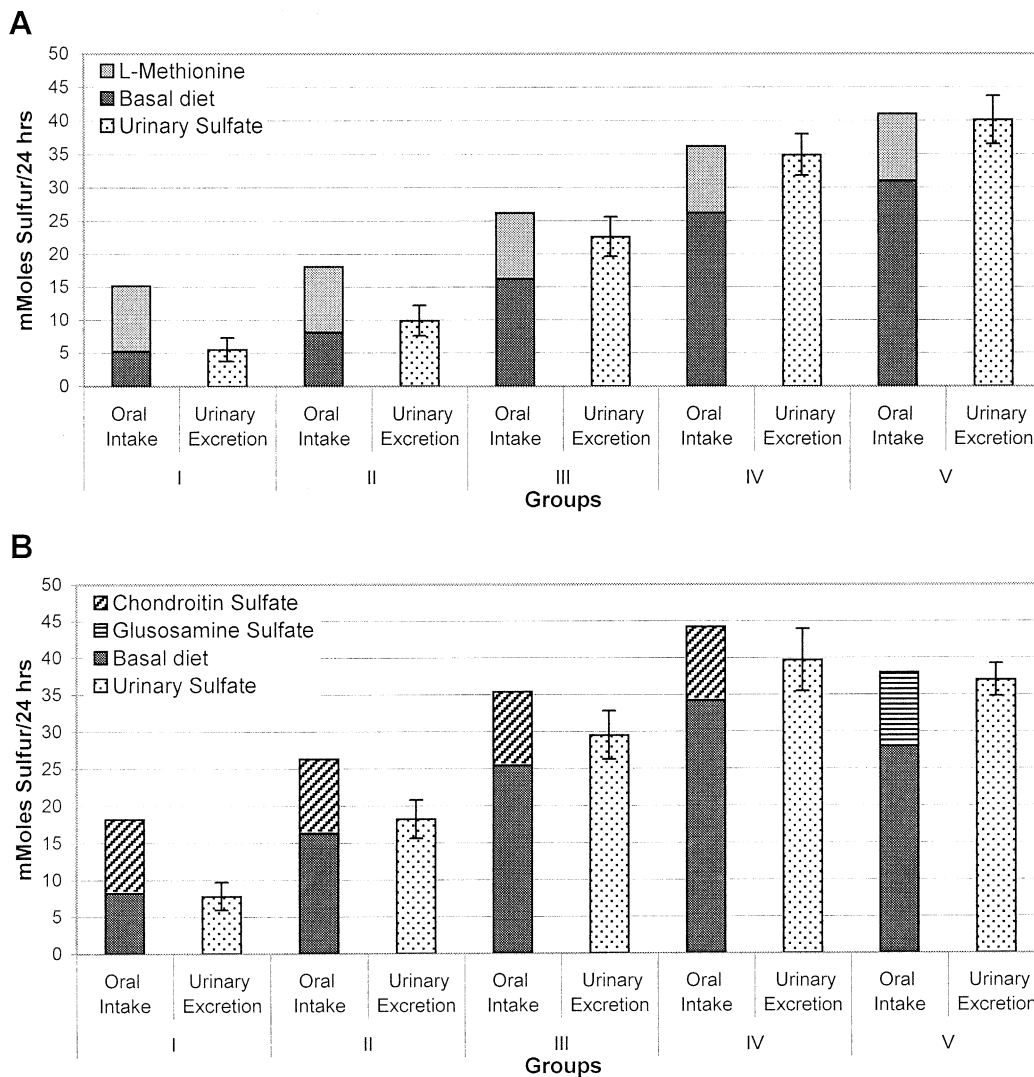 A
mMoles Sulfur/24 hrs
50
45
40
35
30
25
20
15
10
5
0
L-Methionine
Basal diet
Urinary Sulfate
Oral Intake
Urinary Excretion
Oral Intake
Urinary Excretion
Oral Intake
Urinary Excretion
Oral Intake
Urinary Excretion
Oral Intake
Urinary Excretion
I
II
III
IV
V
Groups
B
mMoles Sulfur/24 hrs
50
45
40
35
30
25
20
15
10
5
0
Chondroitin Sulfate
Glusosamine Sulfate
Basal diet
Urinary Sulfate
Oral Intake
Urinary Excretion
Oral Intake
Urinary Excretion
Oral Intake
Urinary Excretion
Oral Intake
Urinary Excretion
Oral Intake
Urinary Excretion
I
II
III
IV
V
Groups